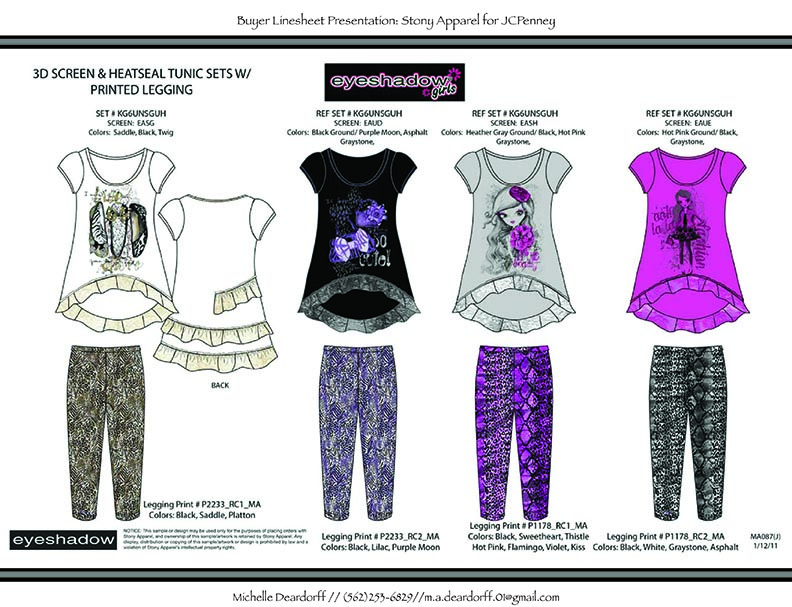 Buyer Linesheet Presentation: Stony Apparel for JCPenney
3D SCREEN & HEATSEAL TUNIC SETS W/
PRINTED LEGGING
eyeshadow
girls
SET # KG6UNSGUH
SCREEN: EASG
Colors: Saddle, Black, Twig
REF SET # KG6UNSGUH
SCREEN: EAUD
Colors: Black Ground/ Purple Moon, Asphalt
Graystone,
REF SET # KG6UNSGUH
SCREEN: EASH
Colors: Heather Gray Ground/ Black, Hot Pink
Graystone,
REF SET # KG6UNSGUH
SCREEN: EAUE
Colors: Hot Pink Ground/ Black,
Graystone,
so
cute!
BACK
Legging Print # P2233_RC1_MA
Colors: Black, Saddle, Platton
Legging Print # P2233_RC2_MA
Colors: Black, Lilac, Purple Moon
Legging Print # P1178_RC1_MA
Colors: Black, Sweetheart, Thistle
Hot Pink, Flamingo, Violet, Kiss
Legging Print # P1178_RC2_MA
Colors: Black, White, Graystone, Asphalt
MA087(J)
1/12/11
eyeshadow
NOTICE: This sample or design may be used only for the purposes of placing orders with
Stony Apparel, and ownership of this sample/artwork is retained by Stony Apparel. Any
display, distribution or copying of this sample/artwork or design is prohibited by law and a
violation of Stony Apparel's intellectual property rights.
Michelle Deardorff // (562)253-6829//m.a.deardorff.01@gmail.com